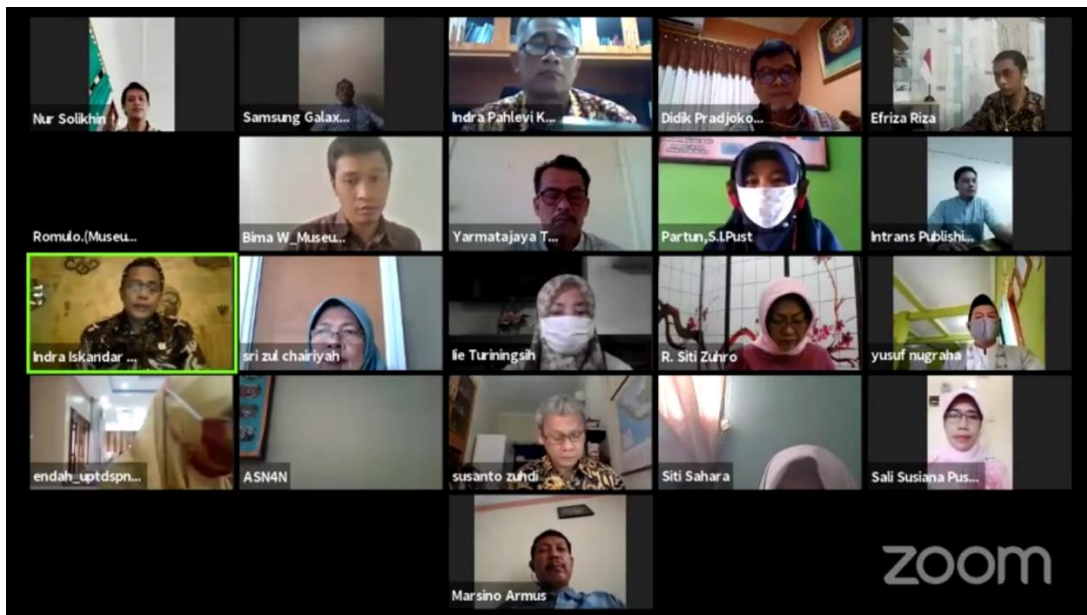 Nur Solikhin
Samsung Galax...
Indra Pahlevi K...
Didik Pradjoko...
Efriza Riza
Romulo.(Museu...
Bima W_Museu...
Yarmatajaya T...
Partun,S.I.Pust
Intrans Publishi...
Indra Iskandar ...
sri zul chairiyah
Iie Turiningsih
R. Siti Zuhro
yusuf nugraha
endah_uptdspn...
ASN4N
susanto zuhdi
Siti Sahara
Sali Susiana Pus...
Marsino Armus
zoom